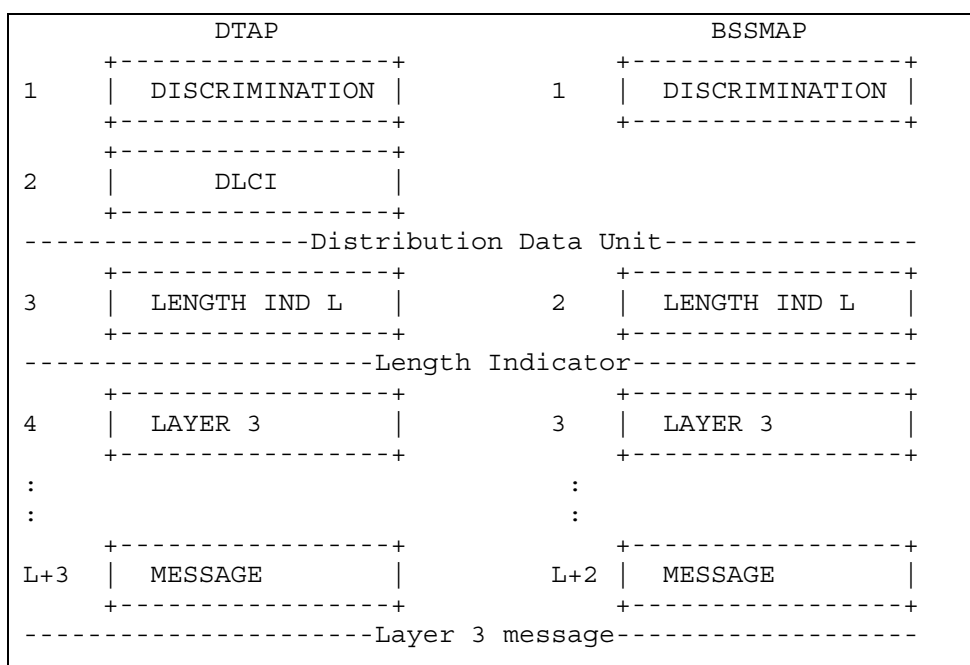 DTAP                           BSSMAP
     +-----------------+             +-----------------+
1    |  DISCRIMINATION |         1   |  DISCRIMINATION |
     +-----------------+             +-----------------+
     +-----------------+
2    |      DLCI       |
     +-----------------+
------------------Distribution Data Unit----------------
     +-----------------+             +-----------------+
3    |  LENGTH IND L   |         2   |  LENGTH IND L   |
     +-----------------+             +-----------------+
----------------------Length Indicator------------------
     +-----------------+             +-----------------+
4    |  LAYER 3        |         3   |  LAYER 3        |
     +-----------------+             +-----------------+
:                                 :
:                                 :
     +-----------------+             +-----------------+
L+3  |  MESSAGE        |         L+2 |  MESSAGE        |
     +-----------------+             +-----------------+
----------------------Layer 3 message-------------------